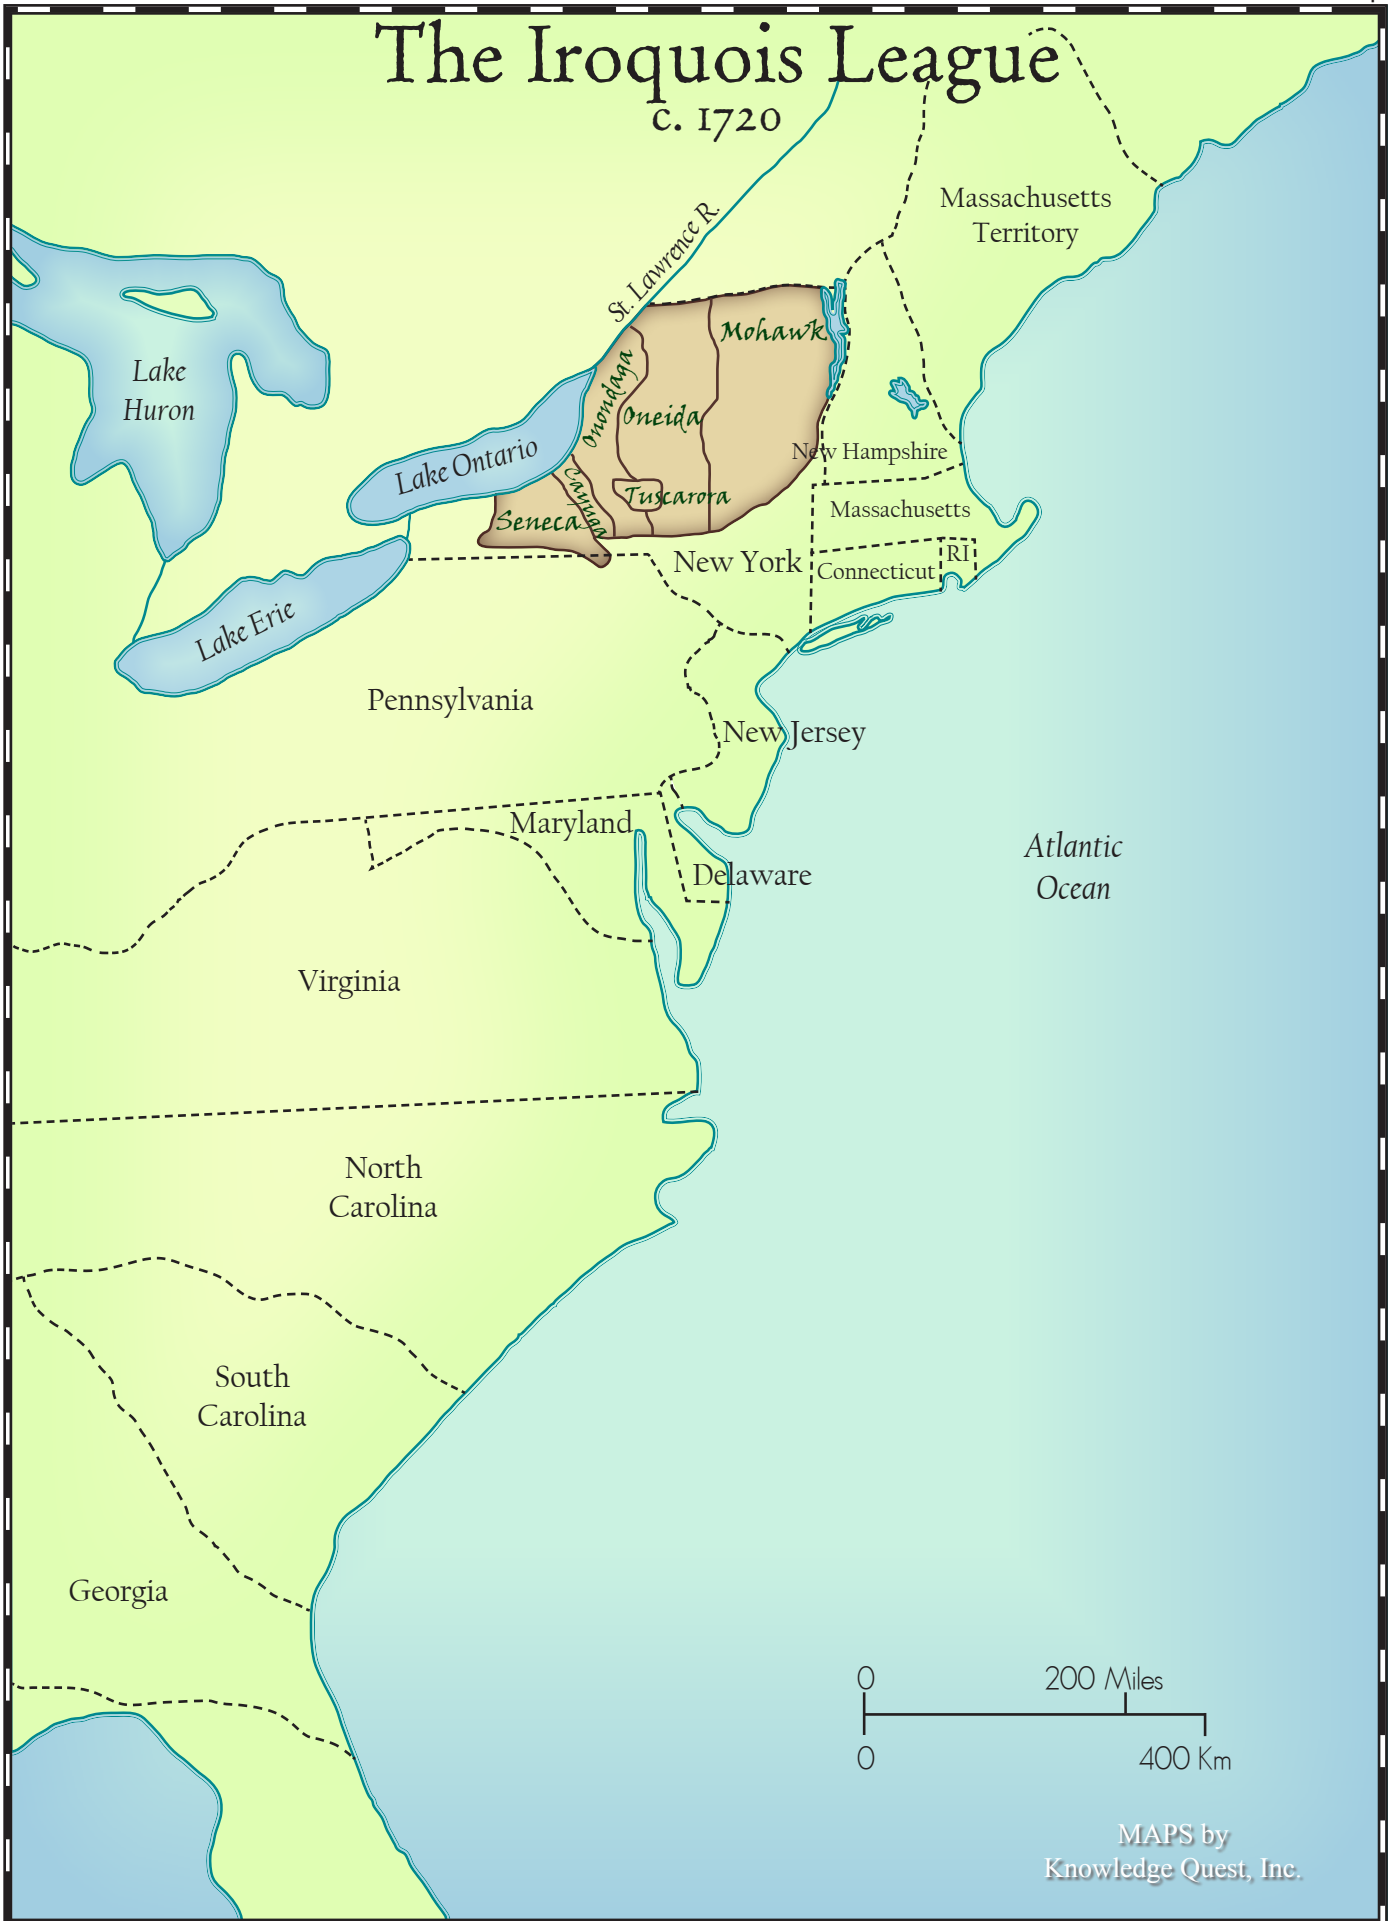 The Iroquois League
c. 1720
Massachusetts
Territory
St. Lawrence R.
Mohawk
Lake
Huron
Onondaga
Oneida
Lake Ontario
New Hampshire
Cayuga
Tuscarora
Seneca
Massachusetts
New York
Connecticut
RI
Lake Erie
Pennsylvania
New Jersey
Maryland
Delaware
Atlantic
Ocean
Virginia
North
Carolina
South
Carolina
Georgia
0 200 Miles
0 400 Km
MAPS by
Knowledge Quest, Inc.